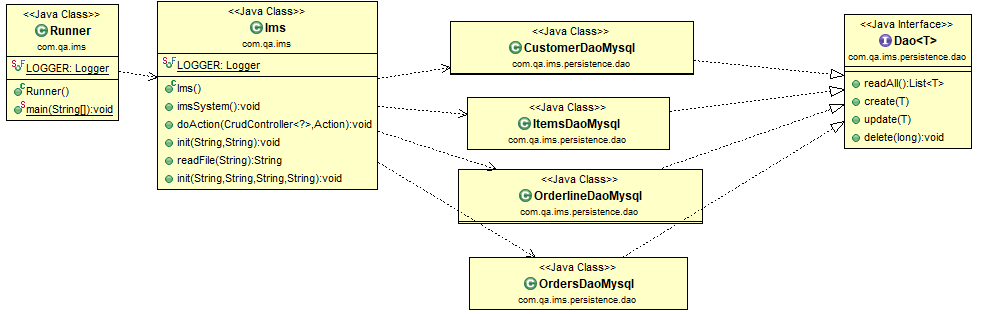 <<Java Class>>
Runner
com.qa.ims
LOGGER: Logger
Runner()
main(String[]):void
<<Java Class>>
Ims
com.qa.ims
LOGGER: Logger
Ims()
imsSystem():void
doAction(CrudController<?>,Action):void
init(String,String):void
readFile(String):String
init(String,String,String,String):void
<<Java Class>>
CustomerDaoMysql
com.qa.ims.persistence.dao
<<Java Class>>
ItemsDaoMysql
com.qa.ims.persistence.dao
<<Java Class>>
OrderlineDaoMysql
com.qa.ims.persistence.dao
<<Java Class>>
OrdersDaoMysql
com.qa.ims.persistence.dao
<<Java Interface>>
Dao<T>
com.qa.ims.persistence.dao
readAll():List<T>
create(T)
update(T)
delete(long):void